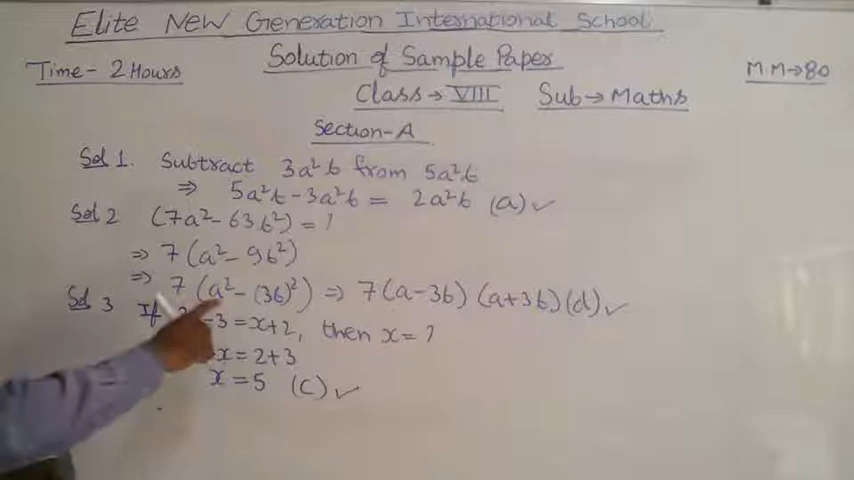 Elite New Generation International School
Solution of Sample Paper
Time- 2 Hours
M.M→80
Class→VIII Sub→Maths
Section-A
Sol 1. Subtract 3a²b from 5a²b
⇒ 5a²b-3a²b = 2a²b (a)✓
Sol 2 (7a²-63b²)=?
⇒ 7(a²-9b²)
⇒ 7(a²-(3b)²) ⇒ 7(a-3b)(a+3b)(d)✓
Sol 3 If -3=x+2, then x=?
x=2+3
x=5 (C)✓